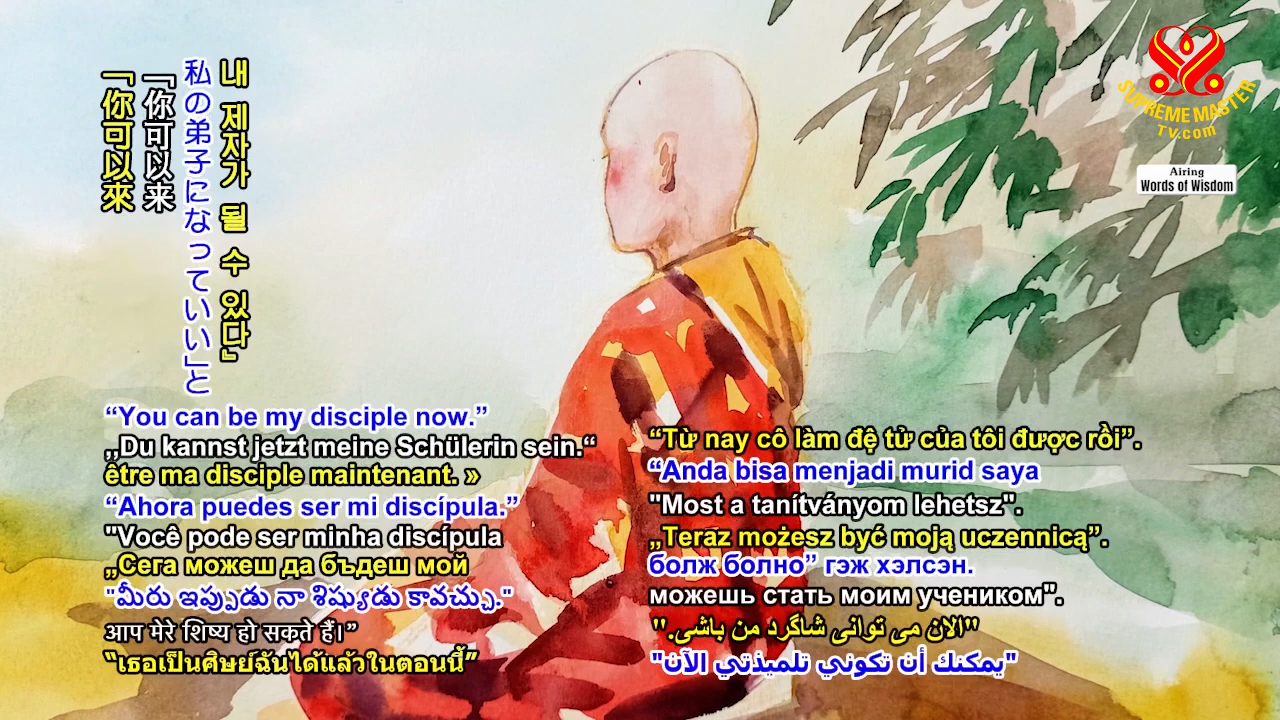 내 제자가 될 수 있다」
私の弟子になっていい」と
「你可以来
「你可以來
“You can be my disciple now.”
„Du kannst jetzt meine Schülerin sein.“
être ma disciple maintenant. »
“Ahora puedes ser mi discípula.”
"Você pode ser minha discípula
„Сега можеш да бъдеш мой
"మీరు ఇప్పుడు నా శిష్యుడు కావచ్చు."
आप मेरे शिष्य हो सकते हैं।”
“เธอเป็นศิษย์ฉันได้แล้วในตอนนี้”
“Từ nay cô làm đệ tử của tôi được rồi”.
“Anda bisa menjadi murid saya
"Most a tanítványom lehetsz".
„Teraz możesz być moją uczennicą”.
болж болно” гэж хэлсэн.
можешь стать моим учеником".
"الان می توانی شاگرد من باشی."
"يمكنك أن تكوني تلميذتي الآن"
SUPREME MASTER
TV.com
Airing
Words of Wisdom